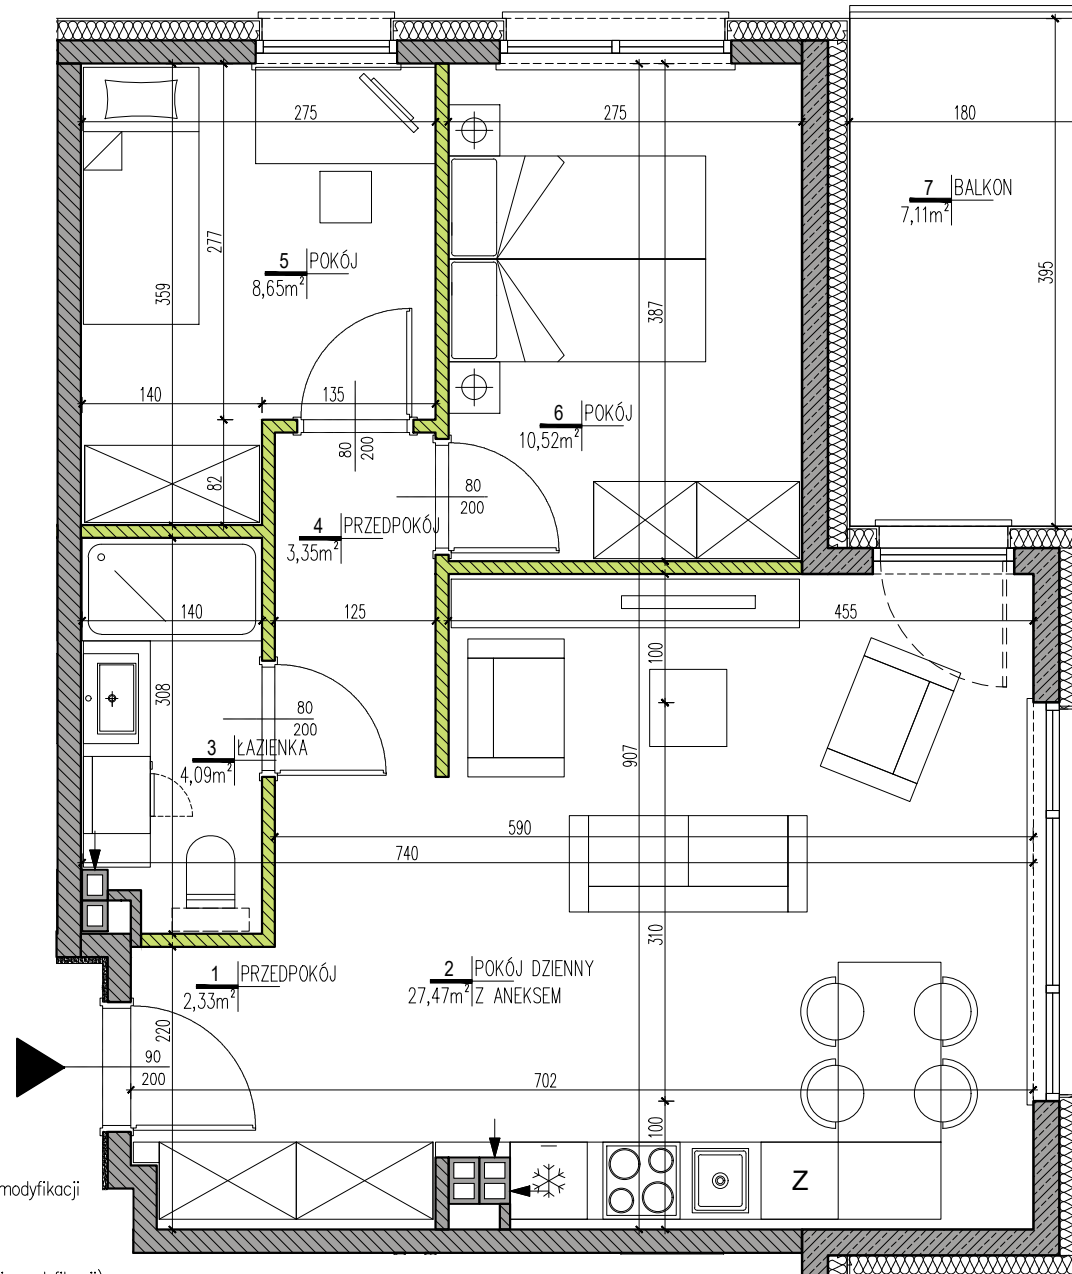 275
275
180
7 BALKON
7,11m²
277
5 POKÓJ
8,65m²
359
387
395
140
135
6 POKÓJ
10,52m²
80
200
82
80
200
4 PRZEDPOKÓJ
3,35m²
140
125
455
100
308
80
200
3 ŁAZIENKA
4,09m²
907
590
740
310
1 PRZEDPOKÓJ
2,33m²
2 POKÓJ DZIENNY
27,47m² Z ANEKSEM
220
90
200
702
100
Z
modyfikacji